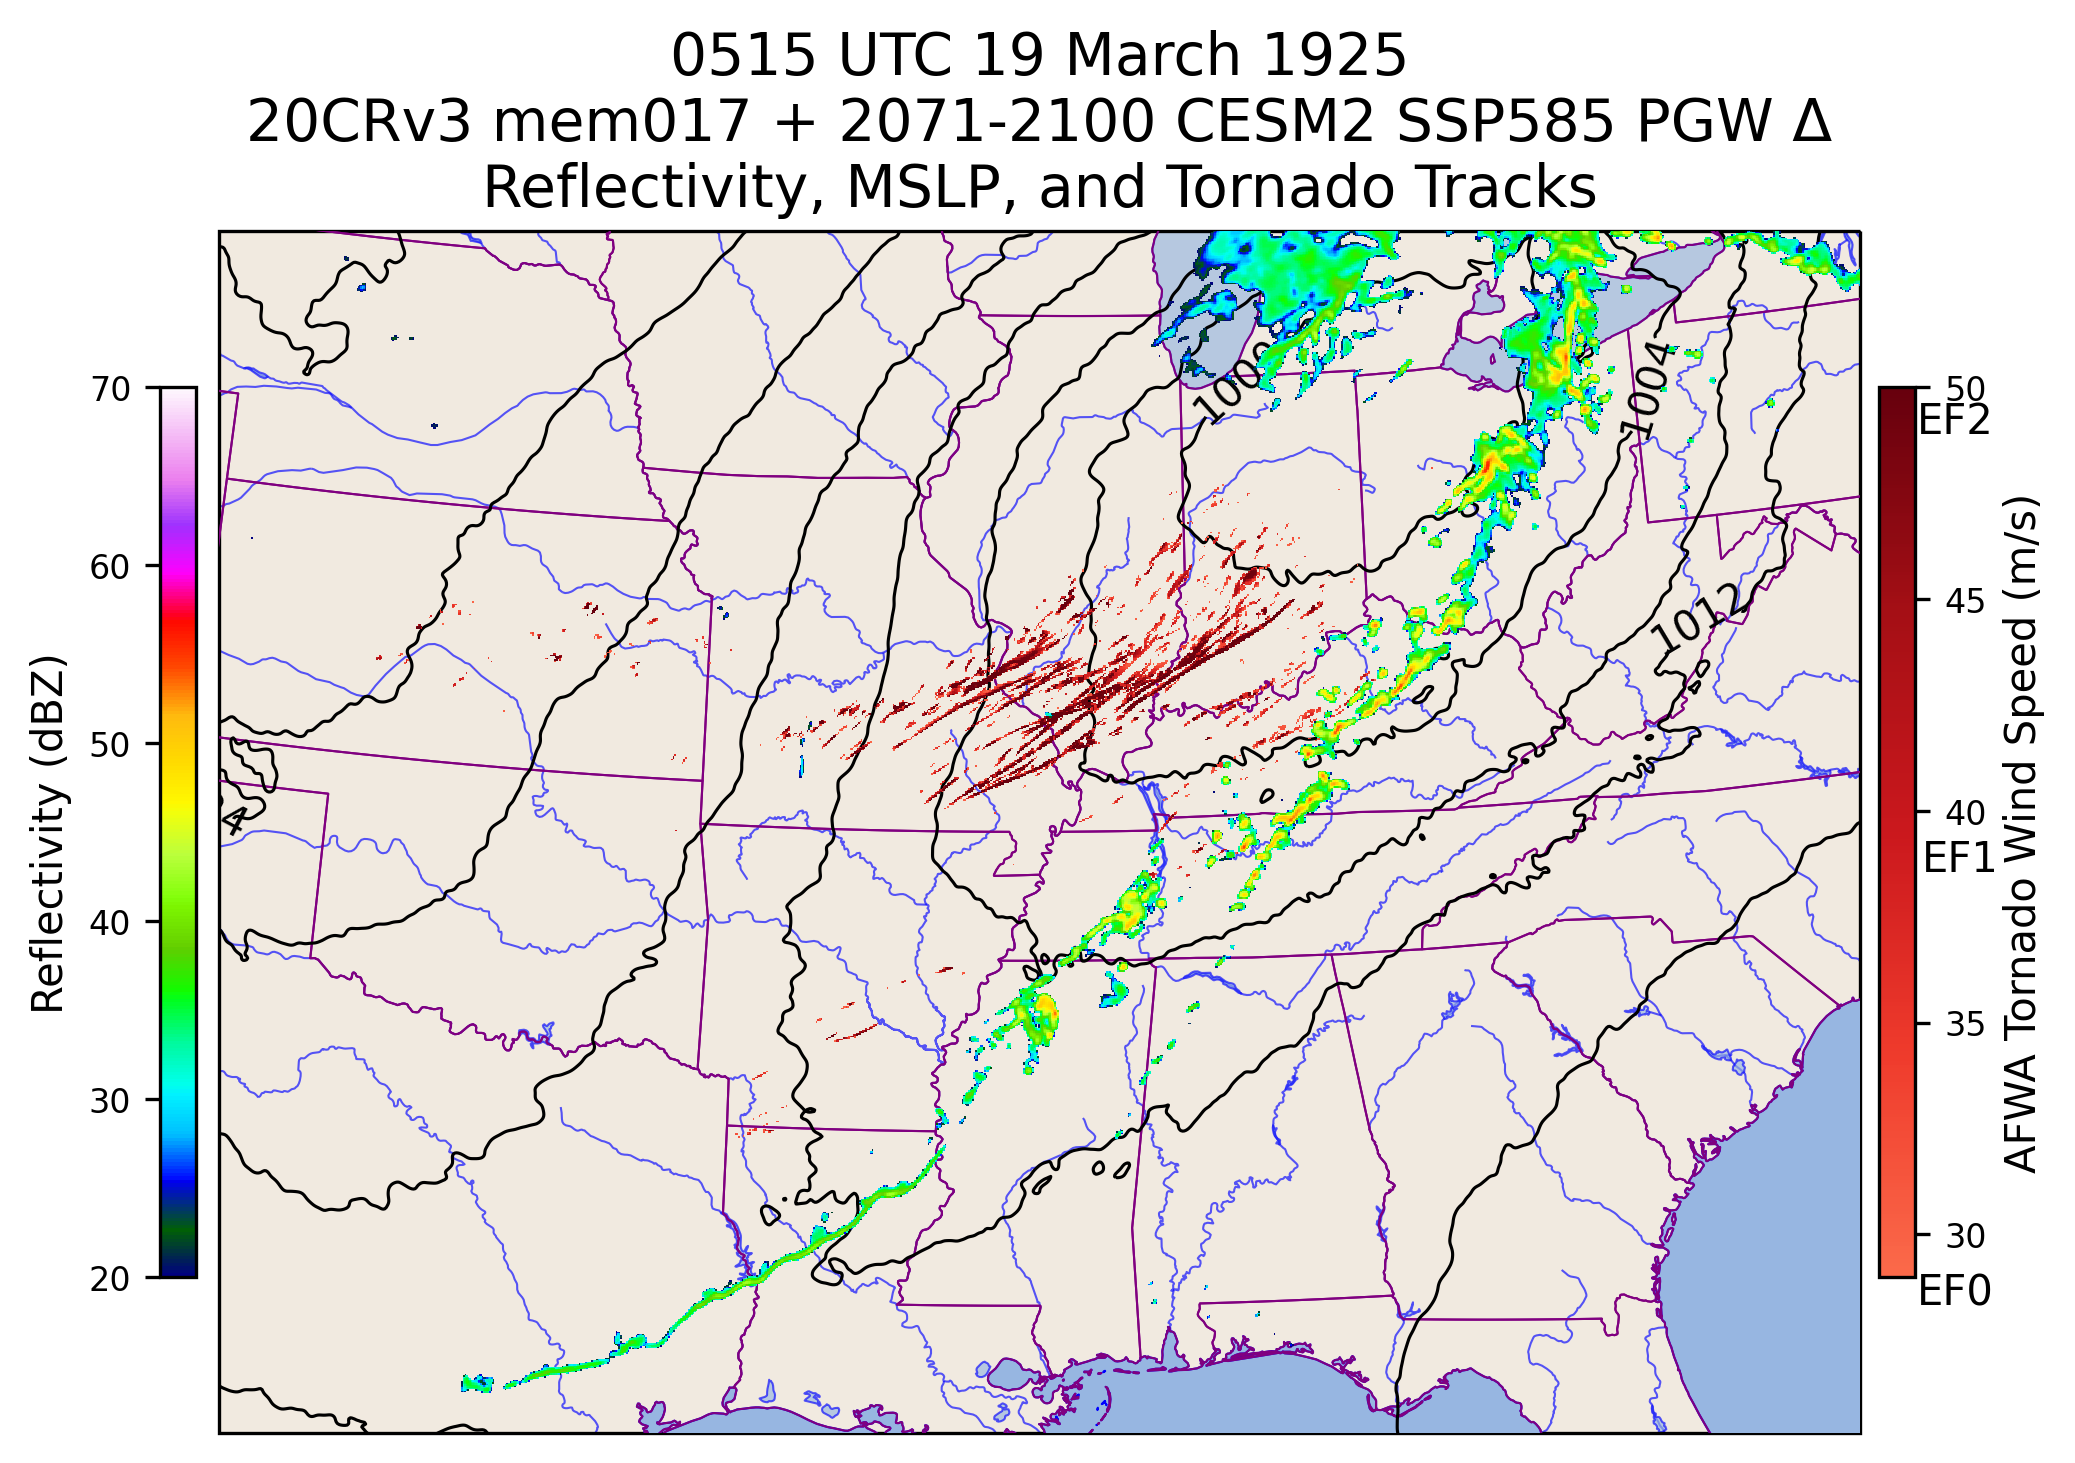 0515 UTC 19 March 1925
20CRv3 mem017 + 2071-2100 CESM2 SSP585 PGW Δ
Reflectivity, MSLP, and Tornado Tracks
Reflectivity (dBZ)
70
60
50
40
30
20
1004
1012
4
50
EF2
45
40
EF1
35
30
EF0
AFWA Tornado Wind Speed (m/s)